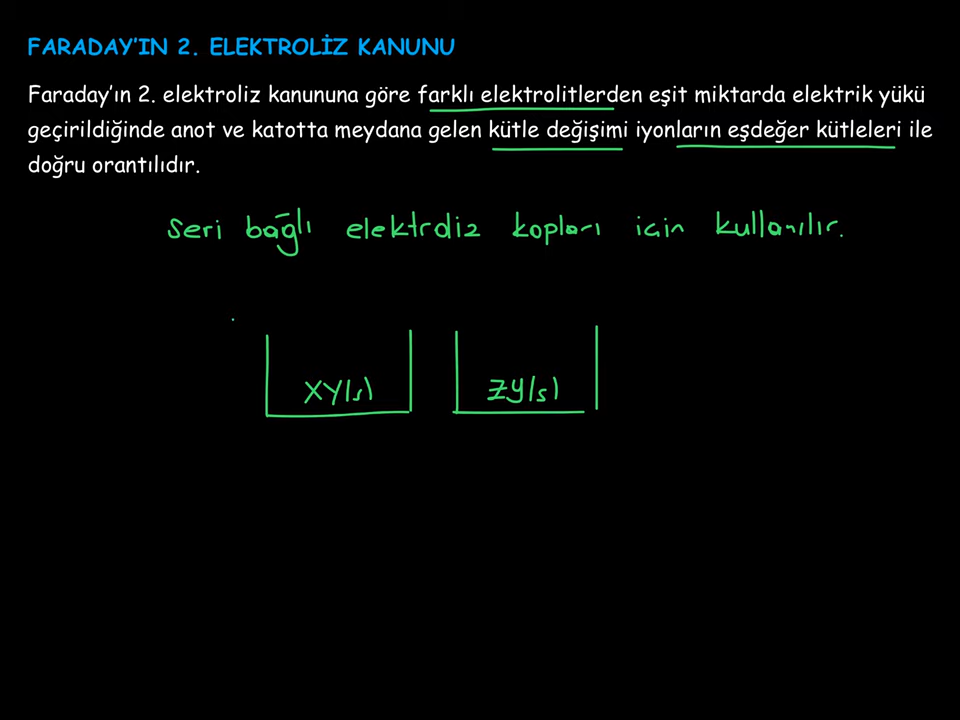 FARADAY'IN 2. ELEKTROLİZ KANUNU
Faraday'ın 2. elektroliz kanununa göre farklı elektrolitlerden eşit miktarda elektrik yükü
geçirildiğinde anot ve katotta meydana gelen kütle değişimi iyonların eşdeğer kütleleri ile
doğru orantılıdır.
Seri bağlı elektroliz kapları için kullanılır.
XY(s) ZY(s)